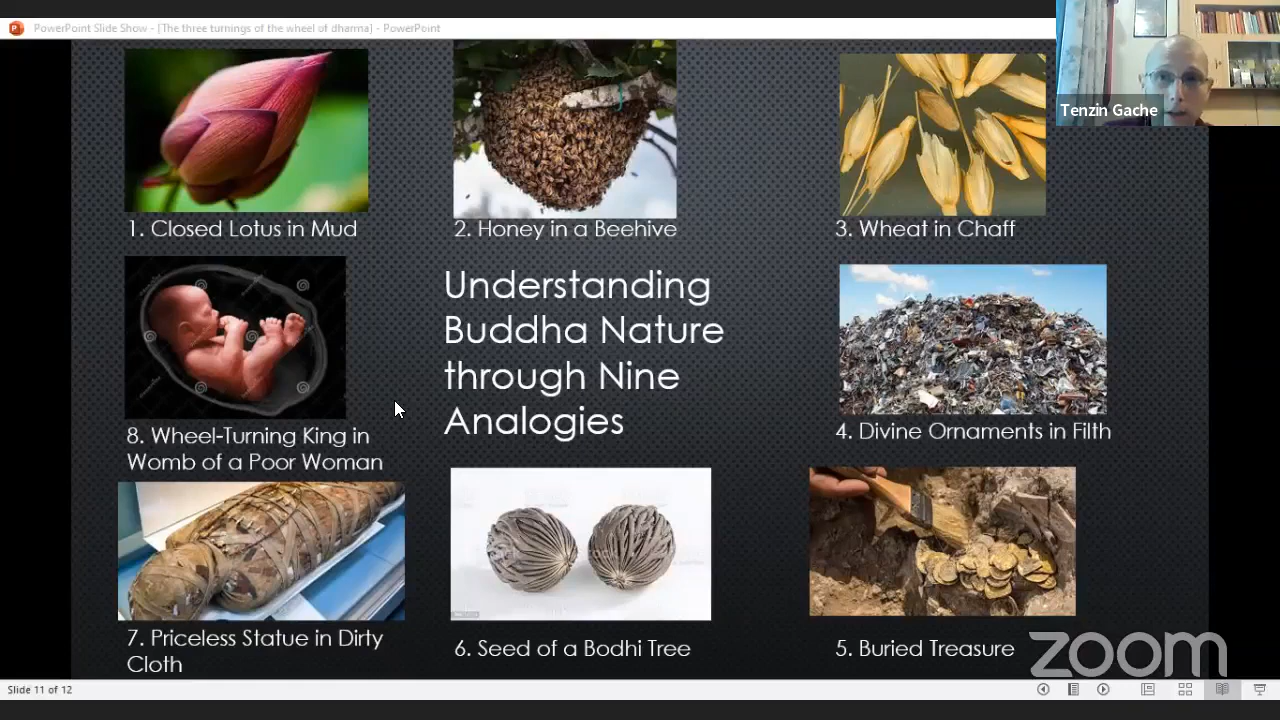 PowerPoint Slide Show - [The three turnings of the wheel of dharma] - PowerPoint
Tenzin Gache
1. Closed Lotus in Mud
2. Honey in a Beehive
3. Wheat in Chaff
Understanding
Buddha Nature
through Nine
Analogies
8. Wheel-Turning King in
Womb of a Poor Woman
4. Divine Ornaments in Filth
7. Priceless Statue in Dirty
Cloth
6. Seed of a Bodhi Tree
5. Buried Treasure
zoom
Slide 11 of 12